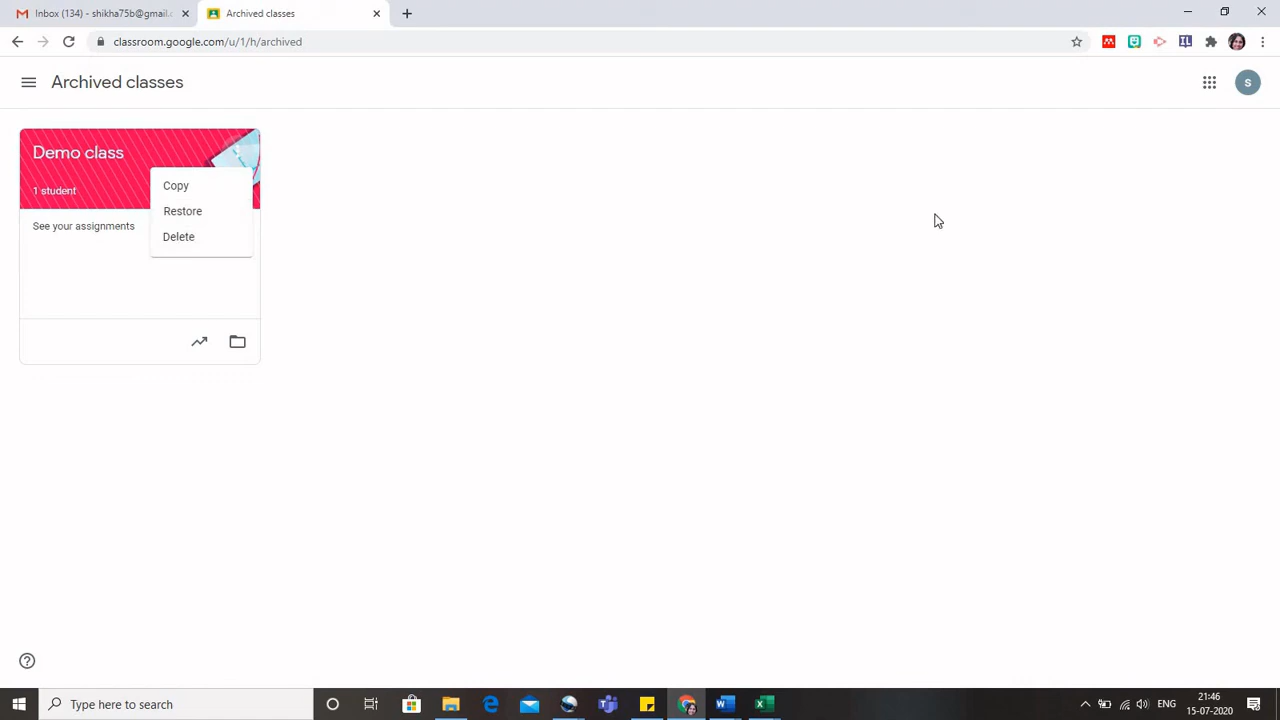 Inbox (134) - shikha75b@gmail.c
Archived classes
classroom.google.com/u/1/h/archived
IL
Archived classes
S
Demo class
1 student
Copy
Restore
Delete
See your assignments
Type here to search
ENG
21:46
15-07-2020